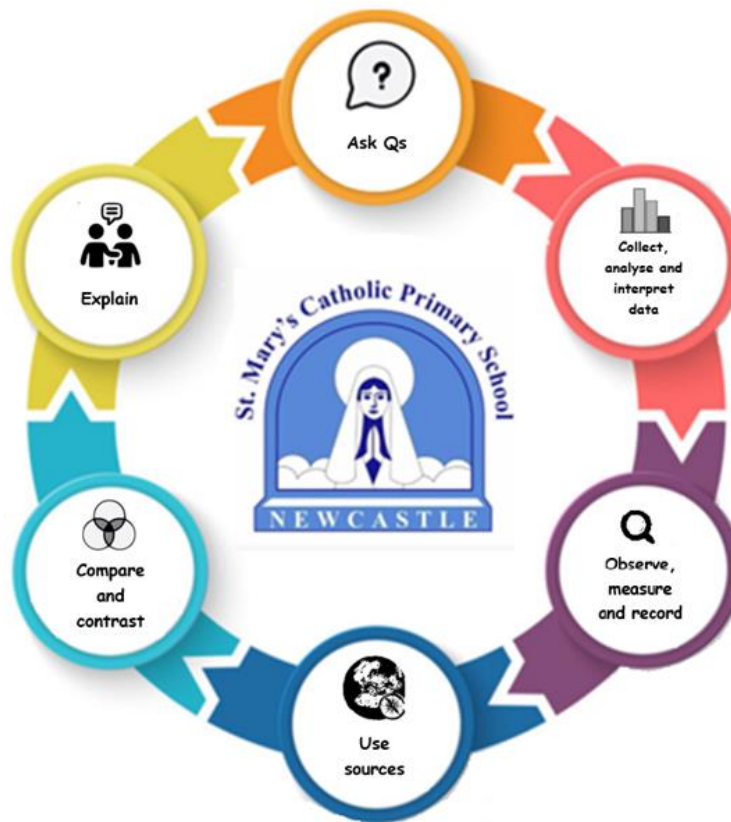 ?
Ask Qs
Collect,
analyse and
interpret
data
Observe,
measure
and record
Use
sources
Compare
and
contrast
Explain
St. Mary's Catholic Primary School
NEWCASTLE